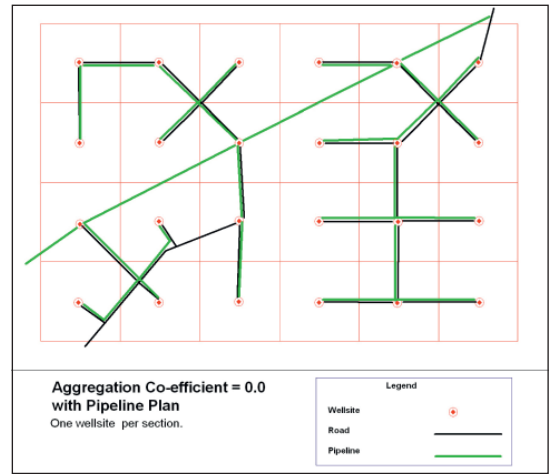 Aggregation Co-efficient = 0.0
with Pipeline Plan
One wellsite per section.
Legend
Wellsite
Road
Pipeline